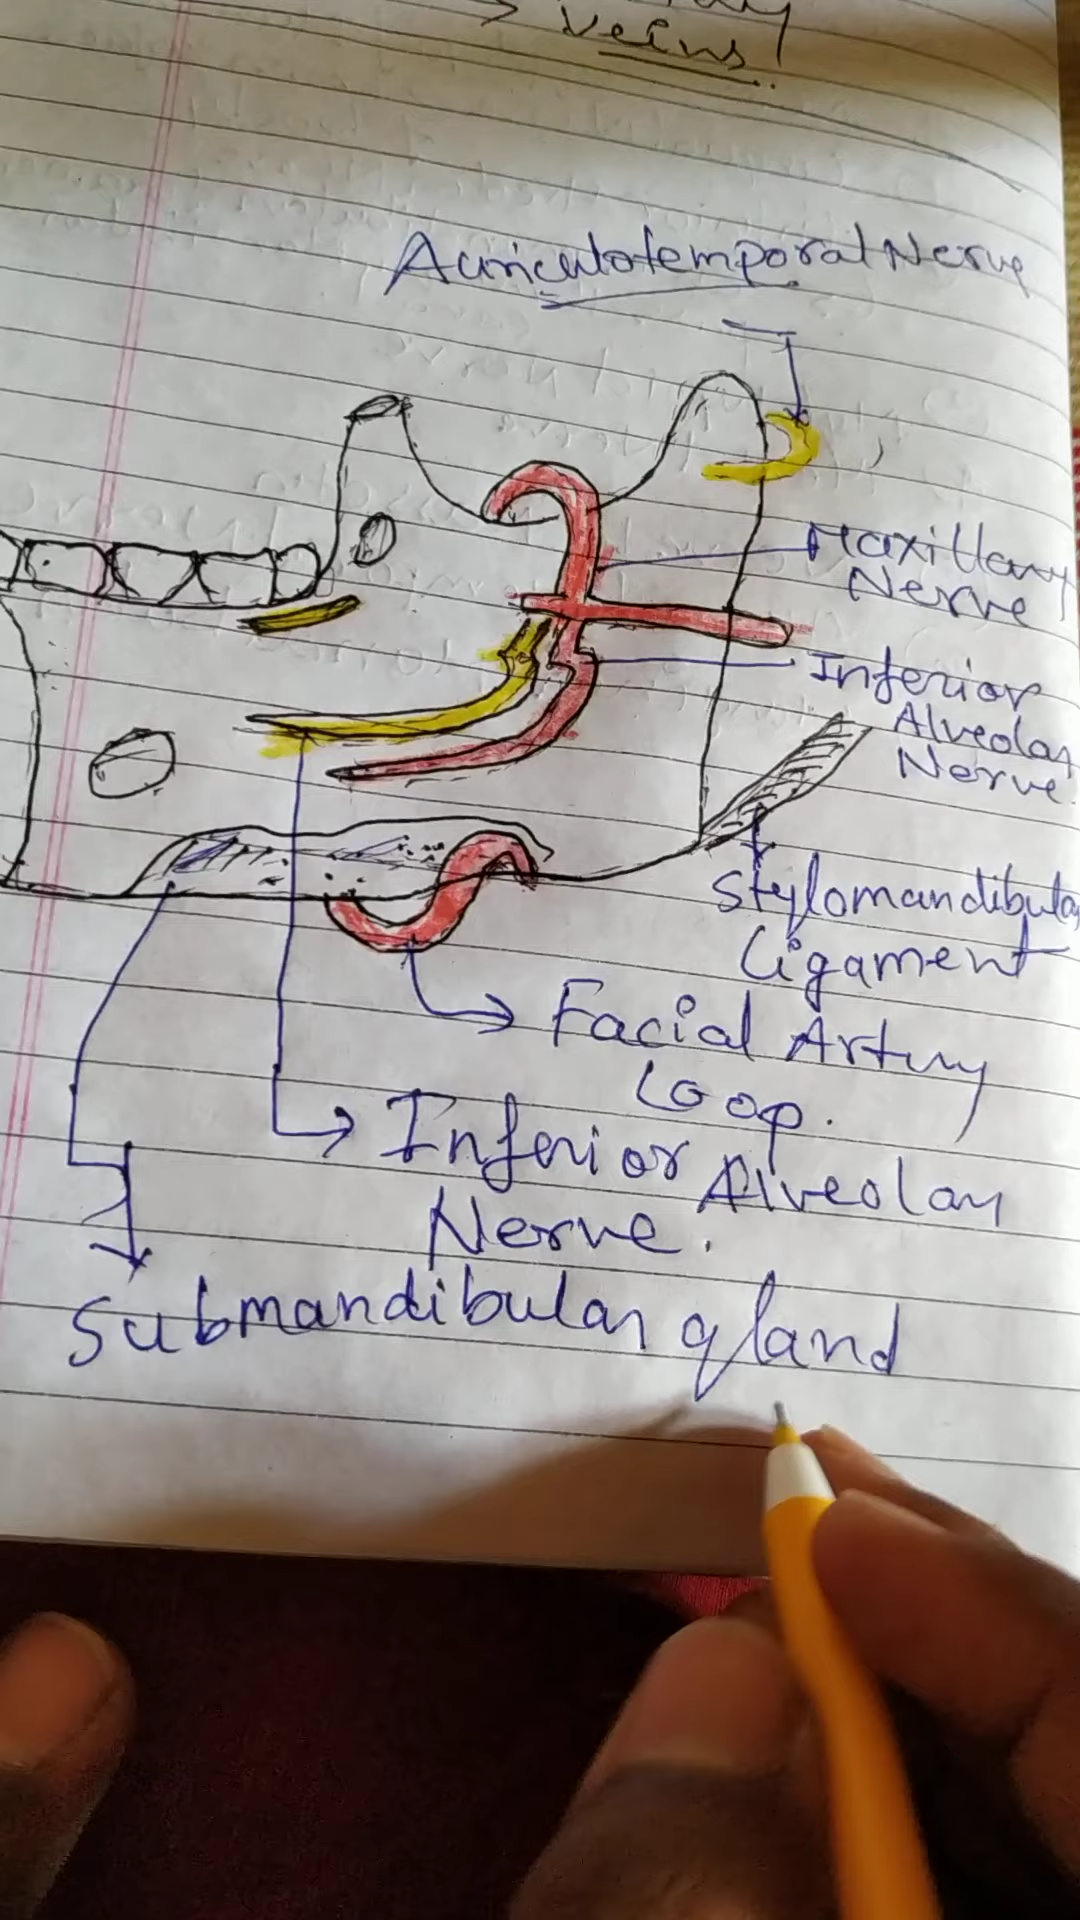 veins.
Auriculotemporal Nerve
Maxillary
Nerve
Inferior
Alveolar
Nerve.
Stylomandibular
Ligament
Facial Artery
Loop.
Inferior Alveolar
Nerve.
Submandibular gland